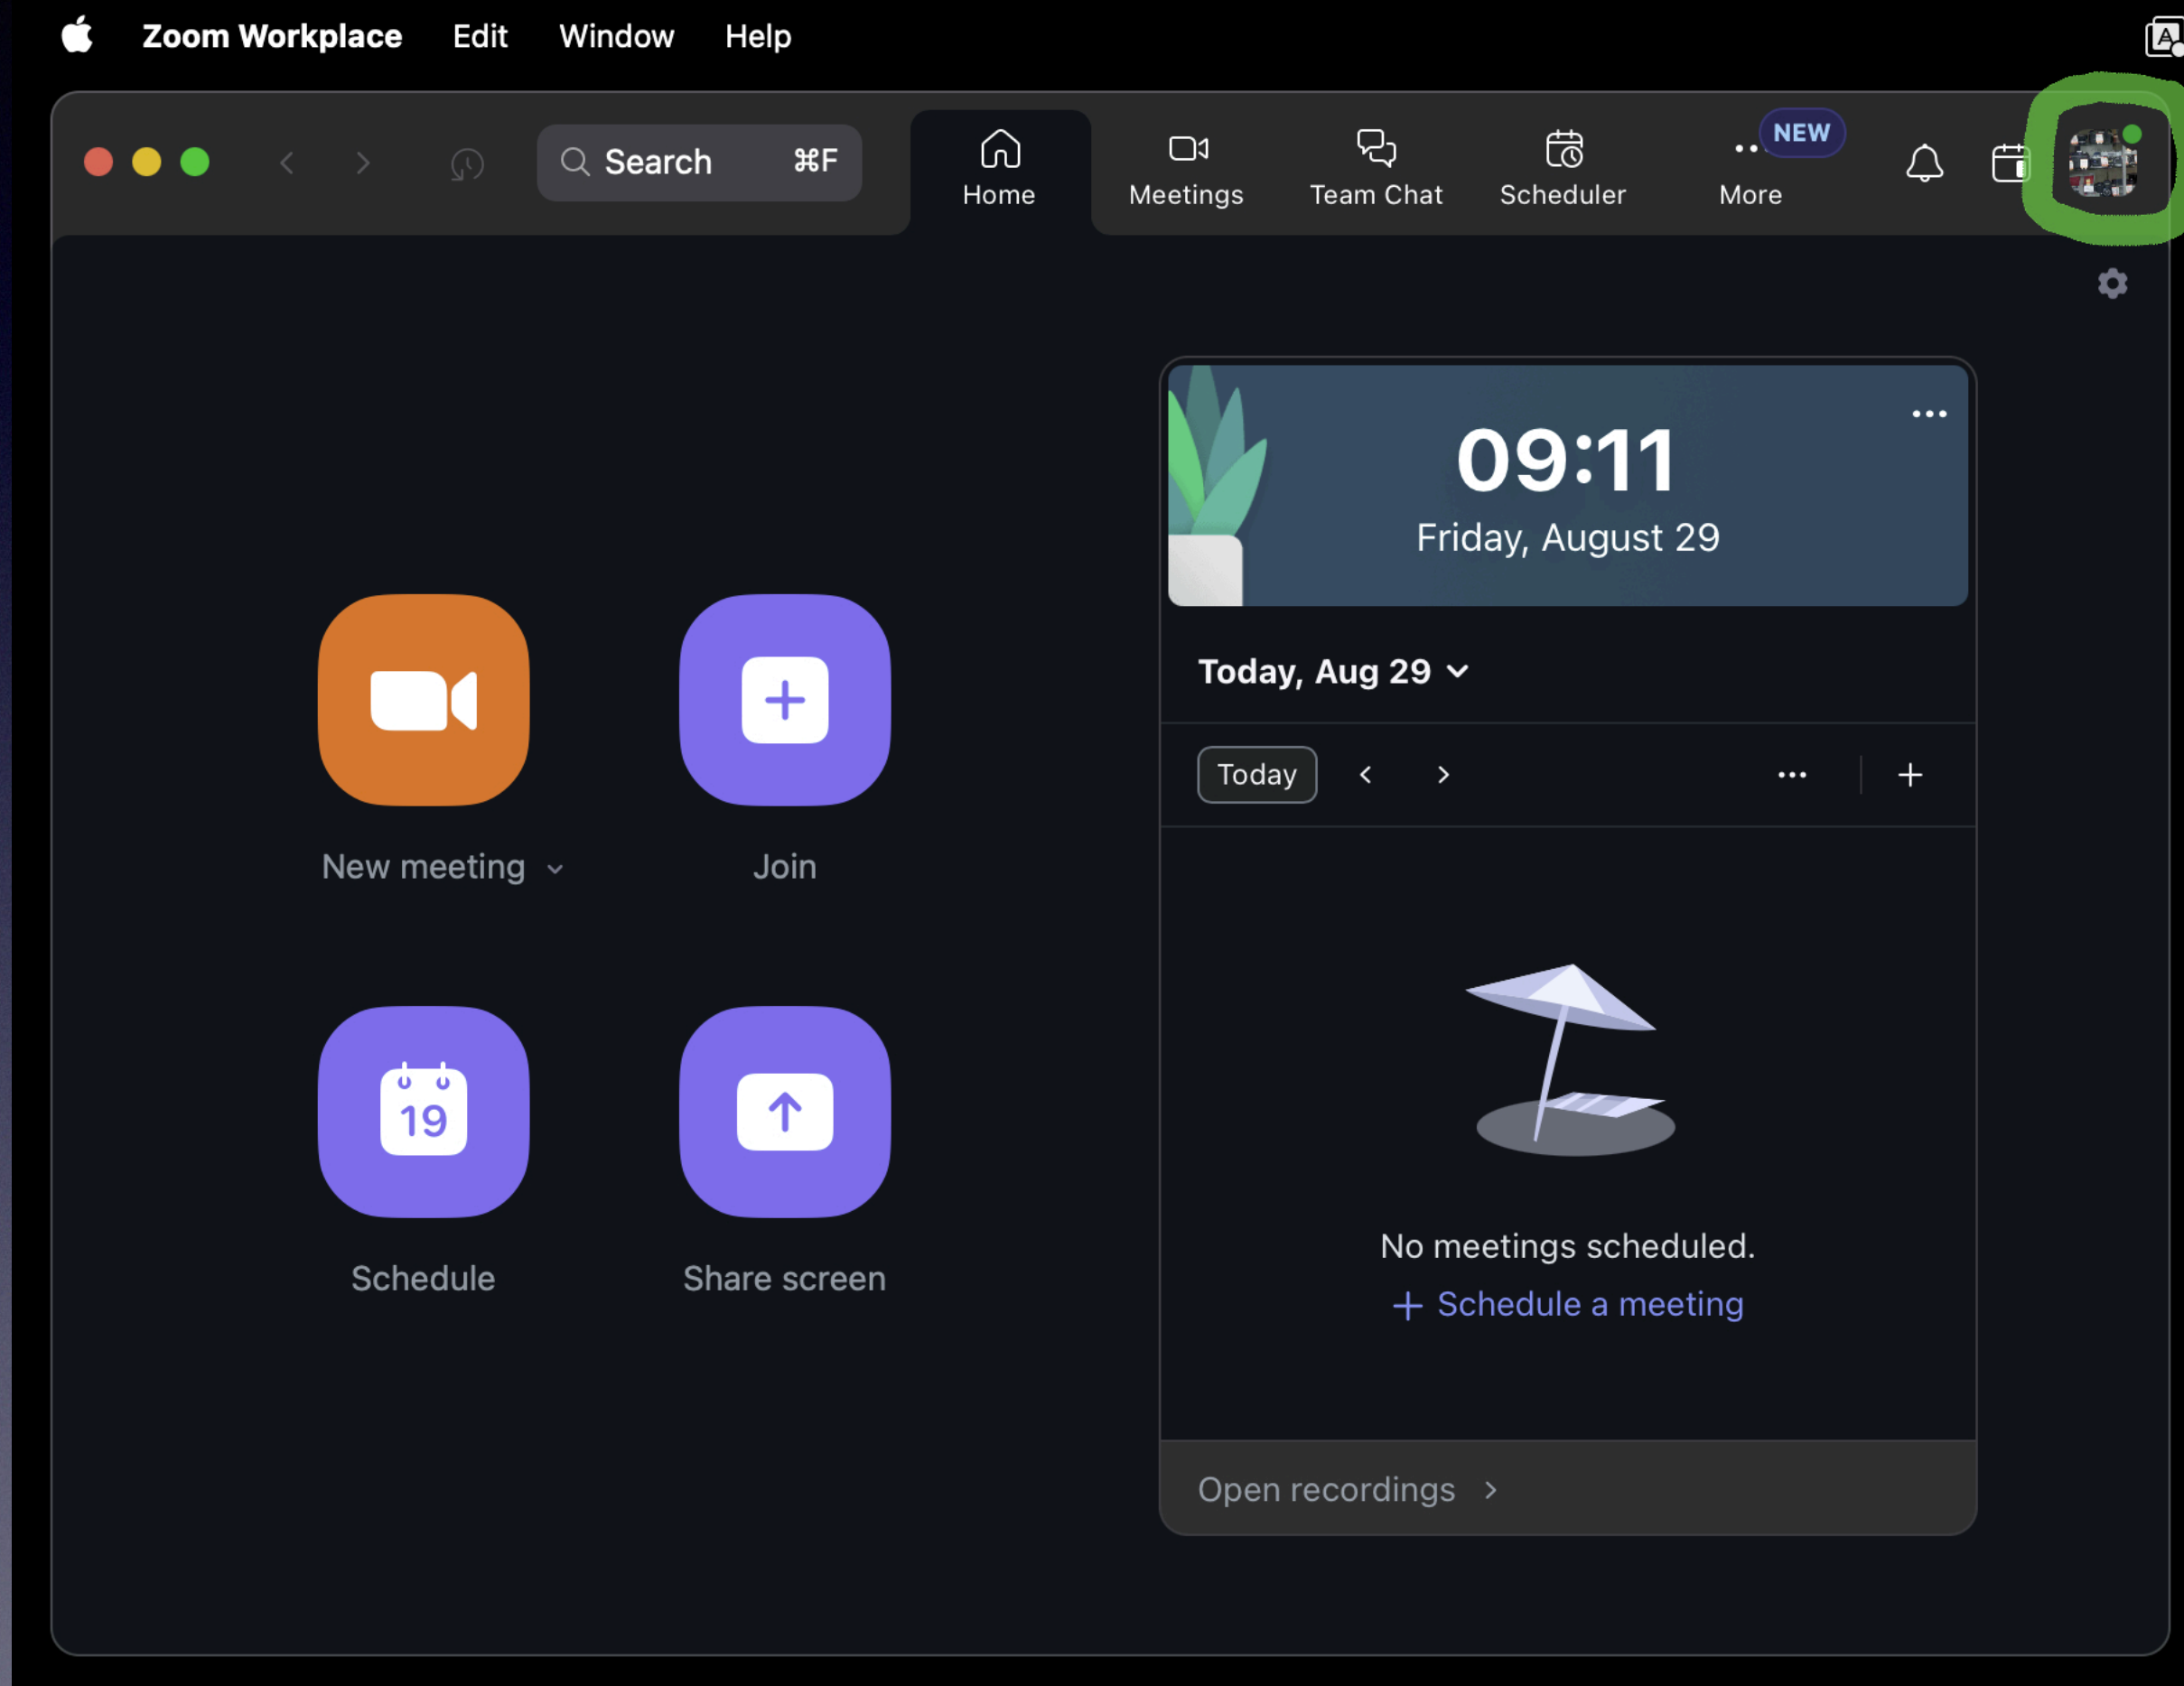 Zoom Workplace Edit Window Help
Search ⌘F
Home
Meetings
Team Chat
Scheduler
More
NEW
09:11
Friday, August 29
Today, Aug 29
Today
New meeting
Join
19
Schedule
Share screen
No meetings scheduled.
+ Schedule a meeting
Open recordings